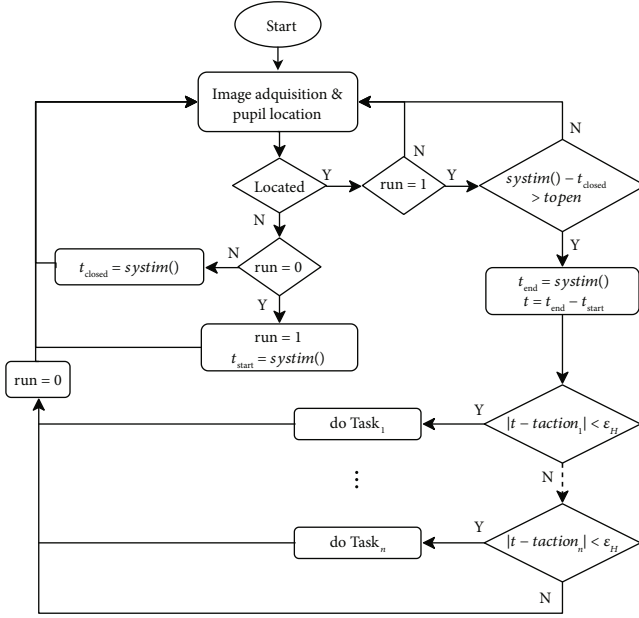 Start
Image adquisition &
pupil location
N
N
Located
Y
run = 1
Y
systim() − t_closed
> topen
N
Y
t_closed = systim()
N
run = 0
t_end = systim()
t = t_end − t_start
Y
run = 1
t_start = systim()
run = 0
do Task_1
Y
|t − taction_1| < ε_H
N
⋮
do Task_n
Y
|t − taction_n| < ε_H
N